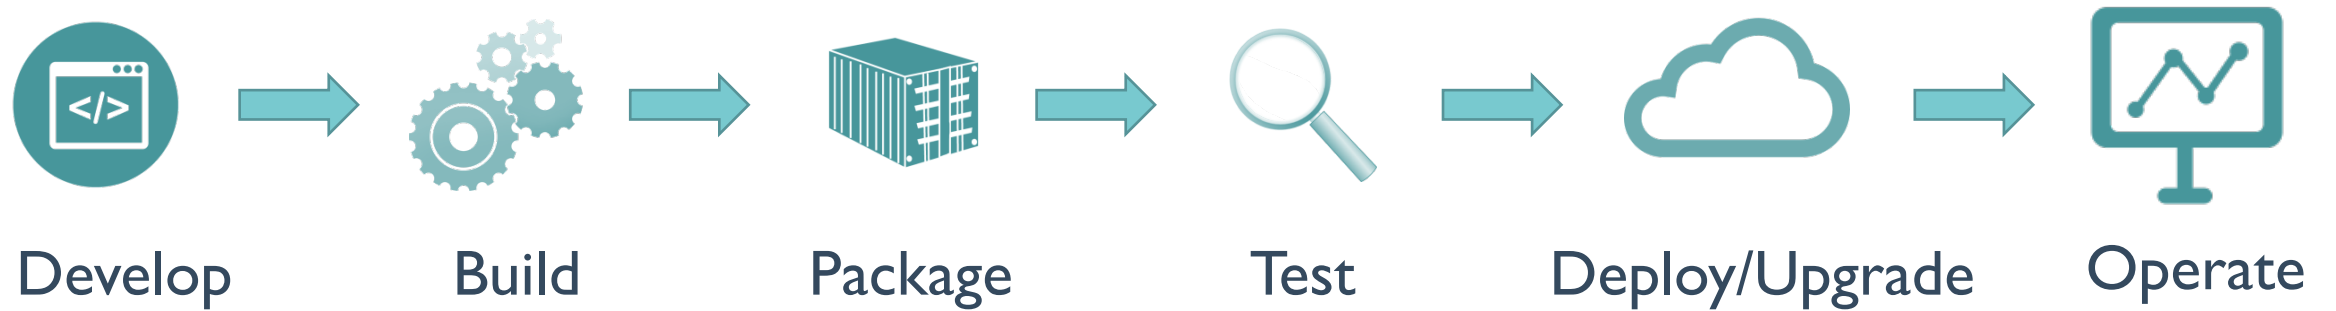 </>
Develop
Build
Package
Test
Deploy/Upgrade
Operate